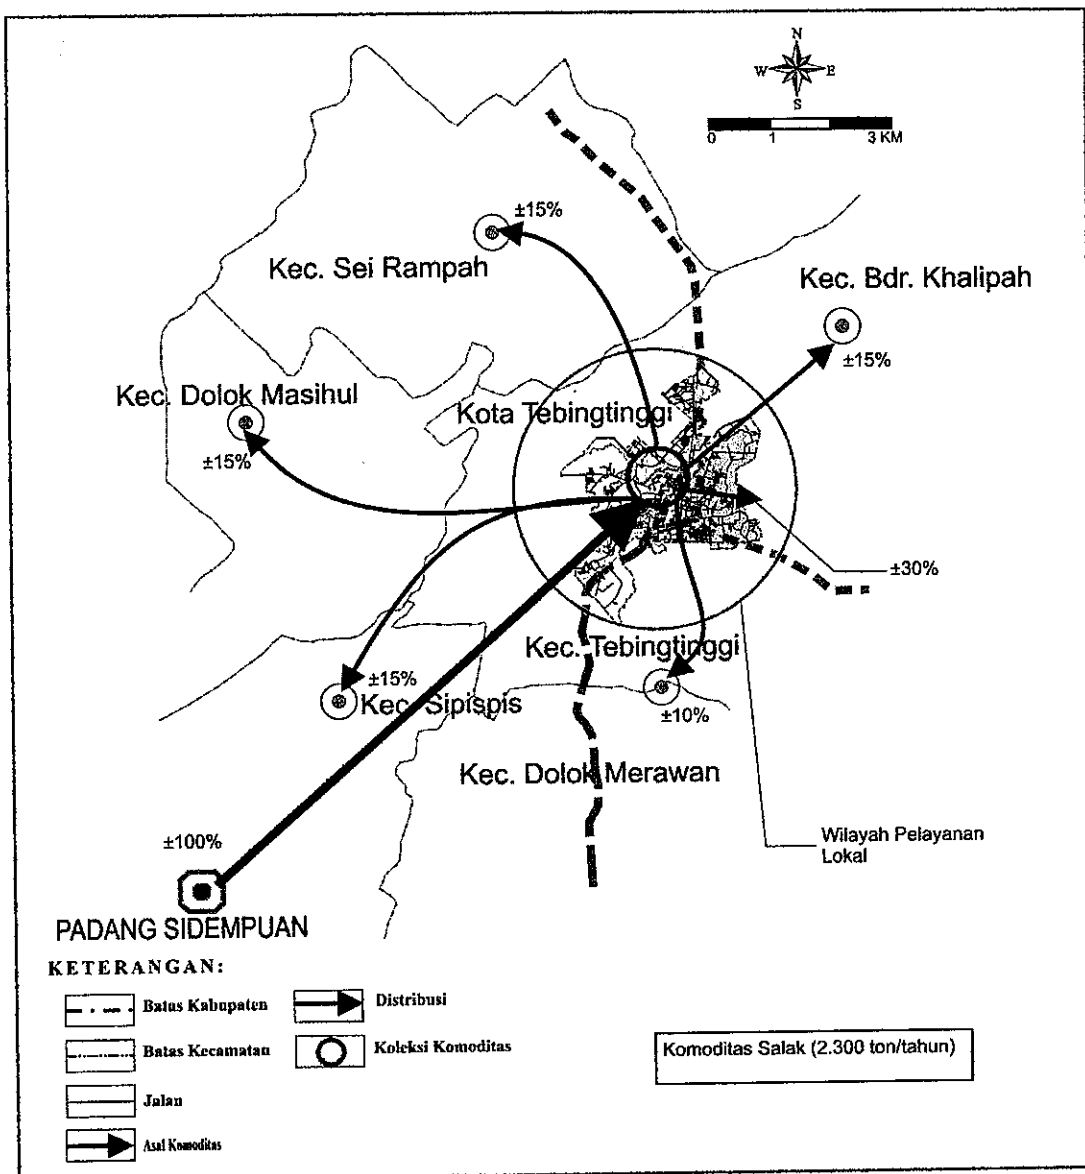 N
W
E
S
0 1 3 KM
±15%
Kec. Sei Rampah
Kec. Bdr. Khalipah
±15%
Kec. Dolok Masihul
±15%
Kota Tebingtinggi
±30%
Kec. Tebingtinggi
±15%
Kec. Sipispis
±10%
Kec. Dolok Merawan
Wilayah Pelayanan
Lokal
±100%
PADANG SIDEMPUAN
KETERANGAN:
Batas Kabupaten
Distribusi
Batas Kecamatan
Koleksi Komoditas
Jalan
Asal Komoditas
Komoditas Salak (2.300 ton/tahun)